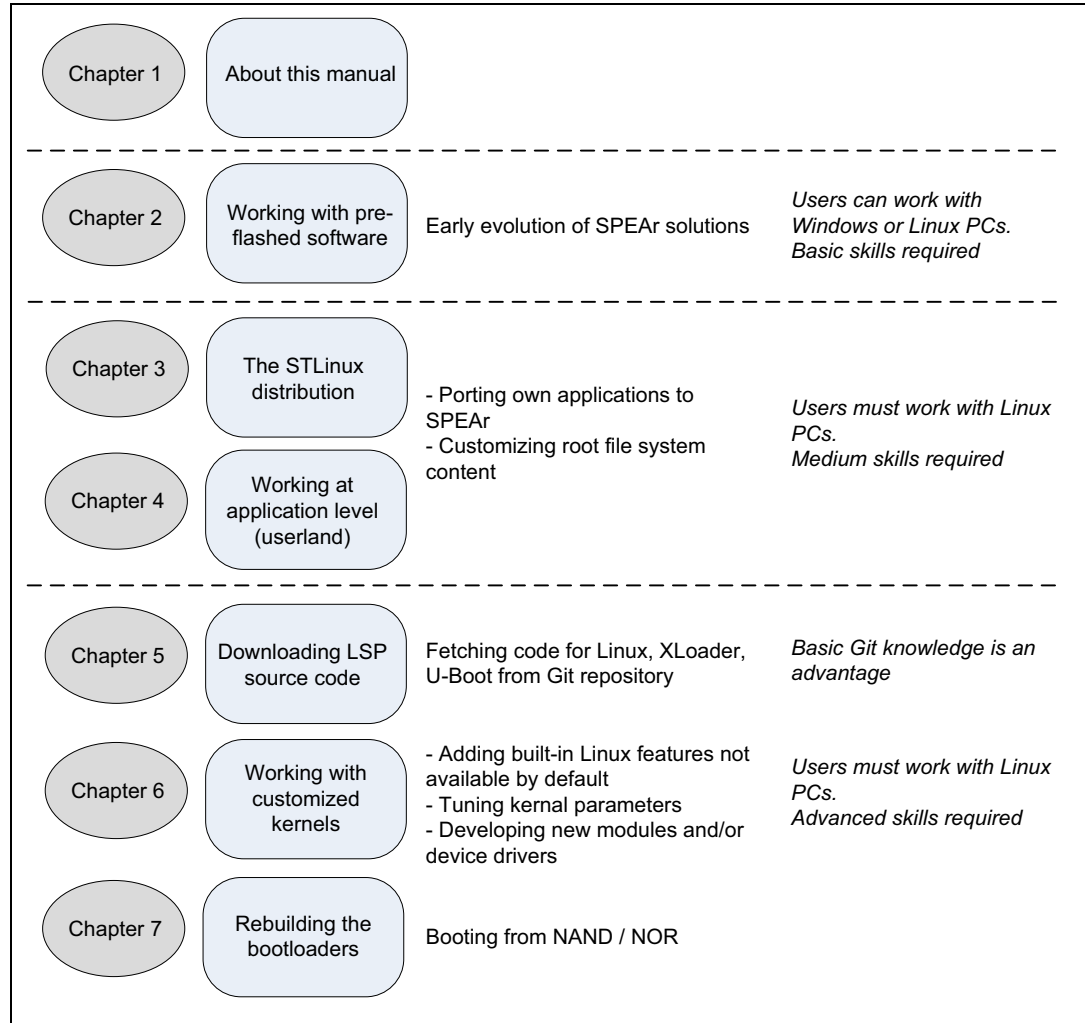 Chapter 1
About this manual
Chapter 2
Working with pre-
flashed software
Early evolution of SPEAr solutions
Users can work with
Windows or Linux PCs.
Basic skills required
Chapter 3
The STLinux
distribution
Chapter 4
Working at
application level
(userland)
- Porting own applications to
SPEAr
- Customizing root file system
content
Users must work with Linux
PCs.
Medium skills required
Chapter 5
Downloading LSP
source code
Fetching code for Linux, XLoader,
U-Boot from Git repository
Basic Git knowledge is an
advantage
Chapter 6
Working with
customized
kernels
- Adding built-in Linux features not
available by default
- Tuning kernal parameters
- Developing new modules and/or
device drivers
Users must work with Linux
PCs.
Advanced skills required
Chapter 7
Rebuilding the
bootloaders
Booting from NAND / NOR